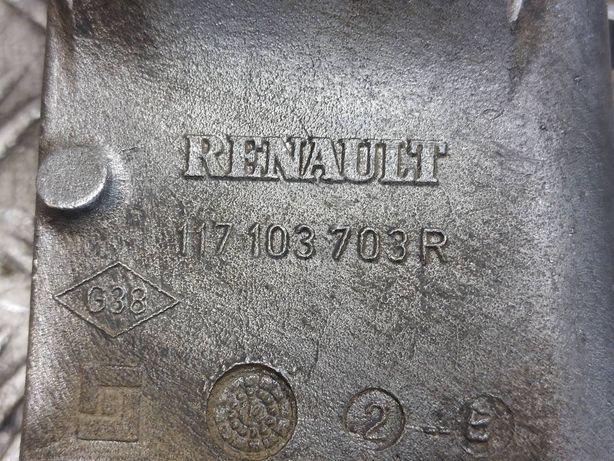 RENAULT
117 103 703 R
G38
2 - E